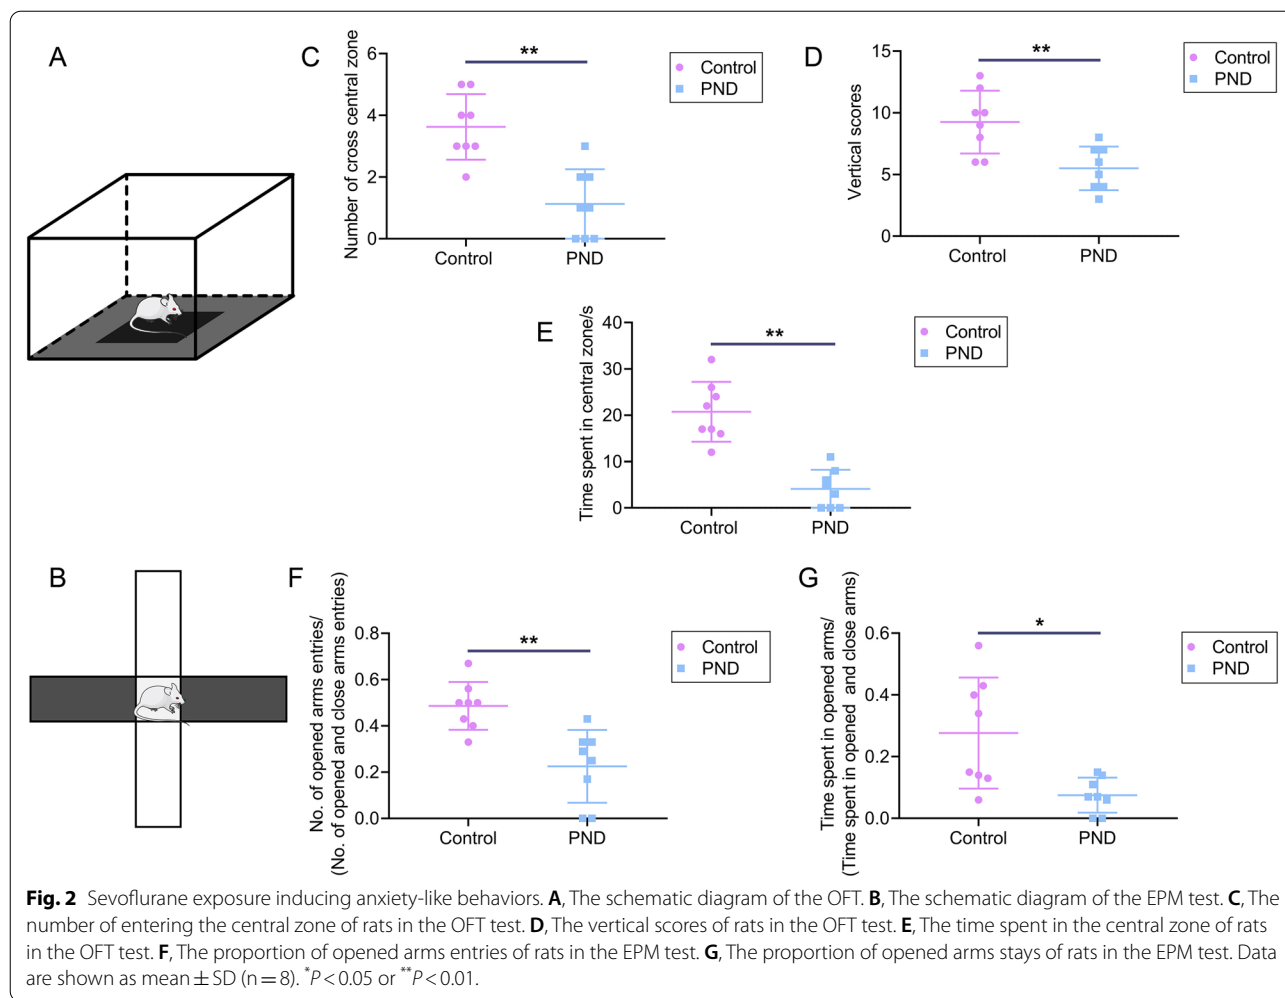 A
C
Number of cross central zone
6
4
2
0
**
Control
PND
Control
PND
D
Vertical scores
15
10
5
0
**
Control
PND
Control
PND
E
Time spent in central zone/s
40
30
20
10
0
**
Control
PND
Control
PND
B
F
No. of opened arms entries/
(No. of opened and close arms entries)
0.8
0.6
0.4
0.2
0.0
**
Control
PND
Control
PND
G
Time spent in opened arms/
(Time spent in opened and close arms)
0.6
0.4
0.2
0.0
*
Control
PND
Control
PND
Fig. 2 Sevoflurane exposure inducing anxiety-like behaviors. A, The schematic diagram of the OFT. B, The schematic diagram of the EPM test. C, The
number of entering the central zone of rats in the OFT test. D, The vertical scores of rats in the OFT test. E, The time spent in the central zone of rats
in the OFT test. F, The proportion of opened arms entries of rats in the EPM test. G, The proportion of opened arms stays of rats in the EPM test. Data
are shown as mean ± SD (n = 8). *P < 0.05 or **P < 0.01.